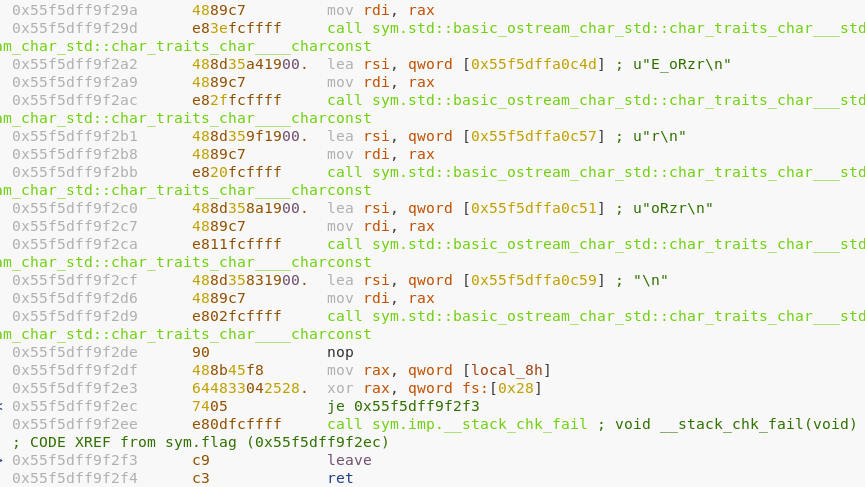 0x55f5dff9f29a 4889c7 mov rdi, rax
0x55f5dff9f29d e83efcffff call sym.std::basic_ostream_char_std::char_traits_char___std
am_char_std::char_traits_char____charconst
0x55f5dff9f2a2 488d35a41900. lea rsi, qword [0x55f5dffa0c4d] ; u"E_oRzr\n"
0x55f5dff9f2a9 4889c7 mov rdi, rax
0x55f5dff9f2ac e82ffcffff call sym.std::basic_ostream_char_std::char_traits_char___std
am_char_std::char_traits_char____charconst
0x55f5dff9f2b1 488d359f1900. lea rsi, qword [0x55f5dffa0c57] ; u"r\n"
0x55f5dff9f2b8 4889c7 mov rdi, rax
0x55f5dff9f2bb e820fcffff call sym.std::basic_ostream_char_std::char_traits_char___std
am_char_std::char_traits_char____charconst
0x55f5dff9f2c0 488d358a1900. lea rsi, qword [0x55f5dffa0c51] ; u"oRzr\n"
0x55f5dff9f2c7 4889c7 mov rdi, rax
0x55f5dff9f2ca e811fcffff call sym.std::basic_ostream_char_std::char_traits_char___std
am_char_std::char_traits_char____charconst
0x55f5dff9f2cf 488d35831900. lea rsi, qword [0x55f5dffa0c59] ; "\n"
0x55f5dff9f2d6 4889c7 mov rdi, rax
0x55f5dff9f2d9 e802fcffff call sym.std::basic_ostream_char_std::char_traits_char___std
am_char_std::char_traits_char____charconst
0x55f5dff9f2de 90 nop
0x55f5dff9f2df 488b45f8 mov rax, qword [local_8h]
0x55f5dff9f2e3 644833042528. xor rax, qword fs:[0x28]
< 0x55f5dff9f2ec 7405 je 0x55f5dff9f2f3
0x55f5dff9f2ee e80dfcffff call sym.imp.__stack_chk_fail ; void __stack_chk_fail(void)
; CODE XREF from sym.flag (0x55f5dff9f2ec)
> 0x55f5dff9f2f3 c9 leave
0x55f5dff9f2f4 c3 ret